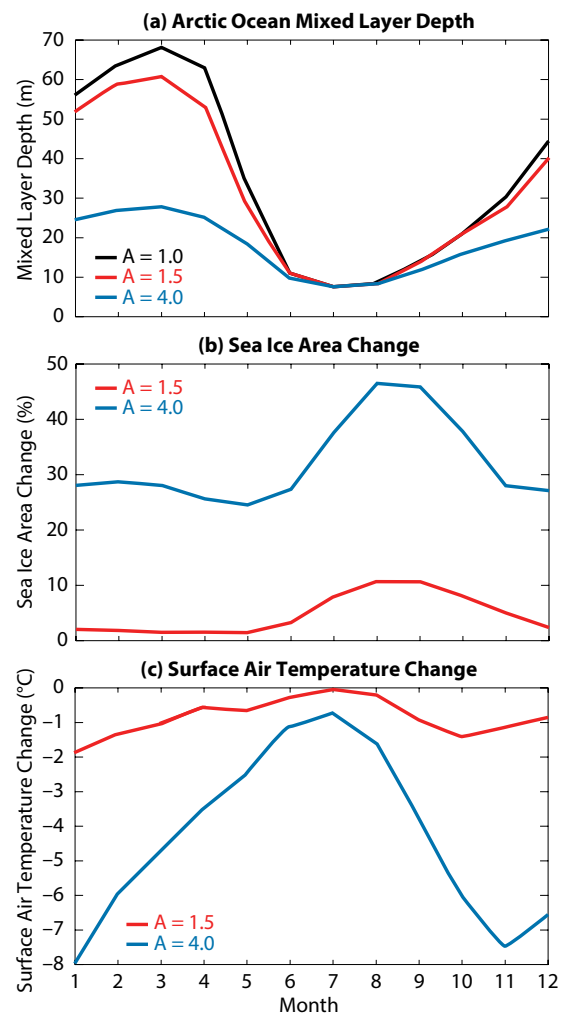 (a) Arctic Ocean Mixed Layer Depth
Mixed Layer Depth (m)
70
60
50
40
30
20
10
0
A = 1.0
A = 1.5
A = 4.0
(b) Sea Ice Area Change
Sea Ice Area Change (%)
50
40
30
20
10
0
A = 1.5
A = 4.0
(c) Surface Air Temperature Change
Surface Air Temperature Change (°C)
0
–1
–2
–3
–4
–5
–6
–7
–8
A = 1.5
A = 4.0
1 2 3 4 5 6 7 8 9 10 11 12
Month